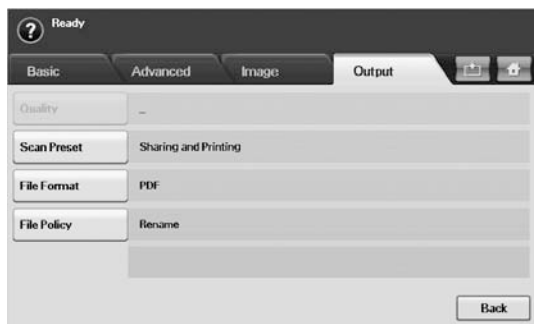 Ready
Basic Advanced Image Output
Quality –
Scan Preset Sharing and Printing
File Format PDF
File Policy Rename
Back